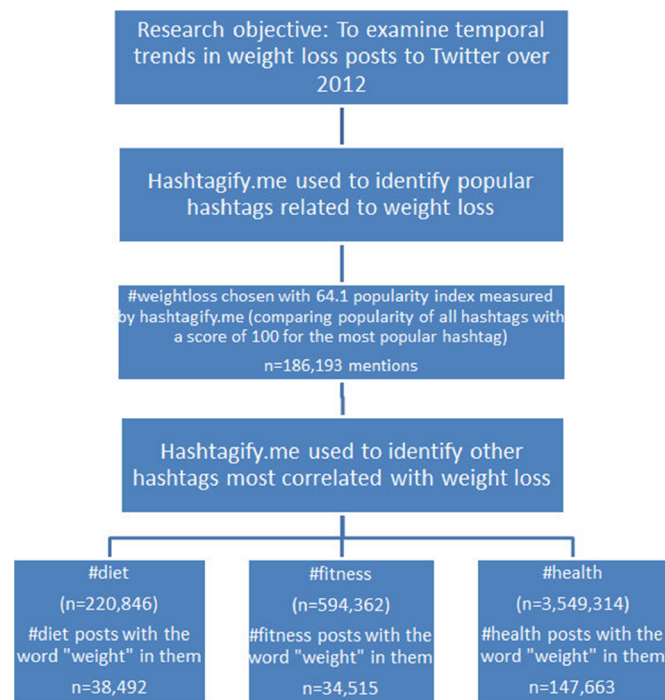 Research objective: To examine temporal
trends in weight loss posts to Twitter over
2012
Hashtagify.me used to identify popular
hashtags related to weight loss
#weightloss chosen with 64.1 popularity index measured
by hashtagify.me (comparing popularity of all hashtags with
a score of 100 for the most popular hashtag)
n=186,193 mentions
Hashtagify.me used to identify other
hashtags most correlated with weight loss
#diet
(n=220,846)
#diet posts with the
word "weight" in them
n=38,492
#fitness
(n=594,362)
#fitness posts with the
word "weight" in them
n=34,515
#health
(n=3,549,314)
#health posts with the
word "weight" in them
n=147,663